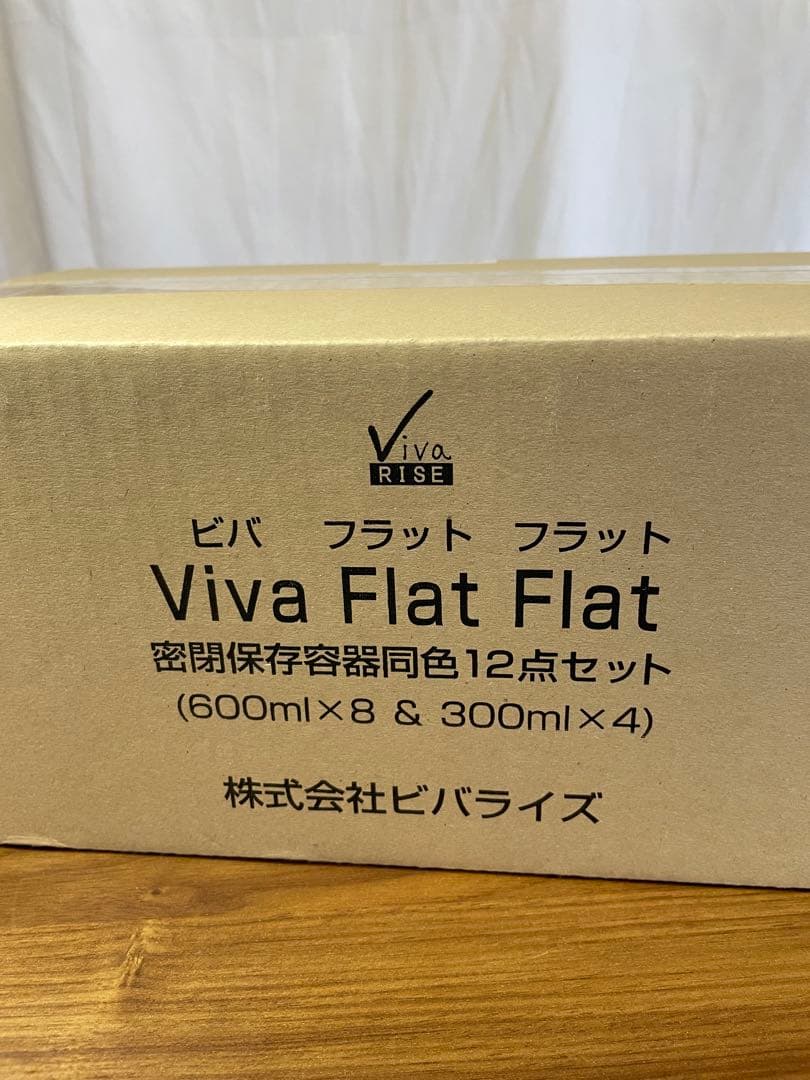 Viva
RISE
ビバ フラット フラット
Viva Flat Flat
密閉保存容器同色12点セット
(600ml×8 & 300ml×4)
株式会社ビバライズ